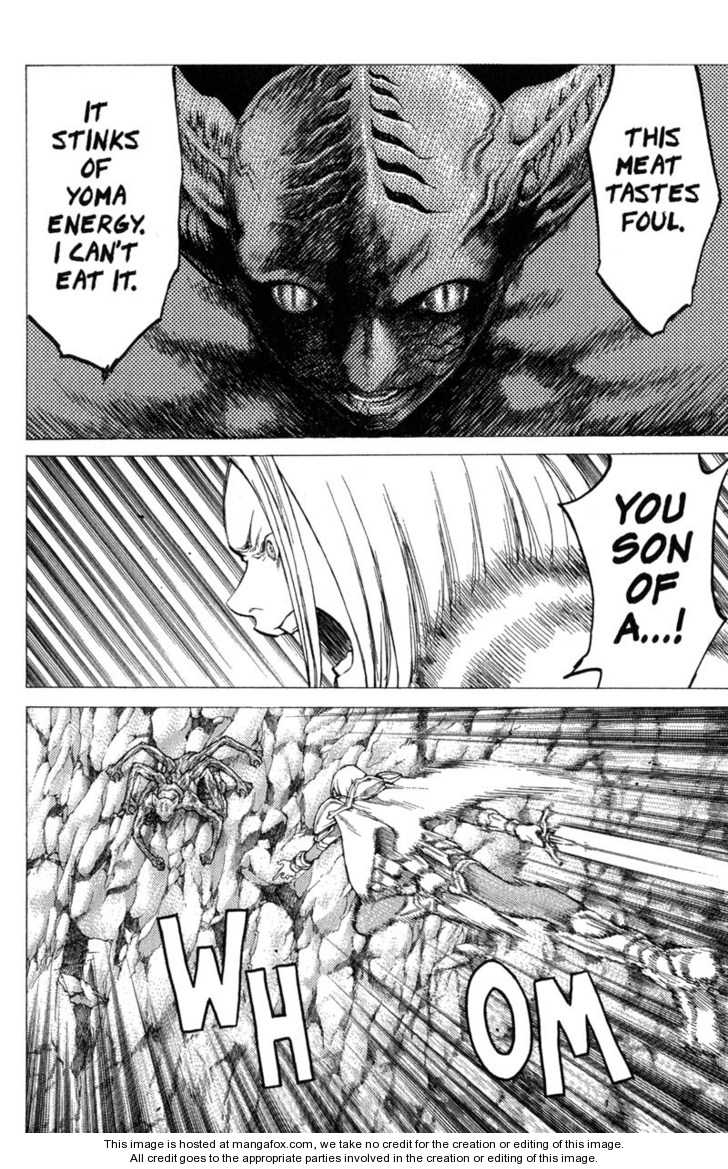 THIS
MEAT
TASTES
FOUL.
IT
STINKS
OF
YOMA
ENERGY.
I CAN'T
EAT IT.
YOU
SON
OF
A...!
WHOM
This image is hosted at mangafox.com, we take no credit for the creation or editing of this image.
All credit goes to the appropriate parties involved in the creation or editing of this image.